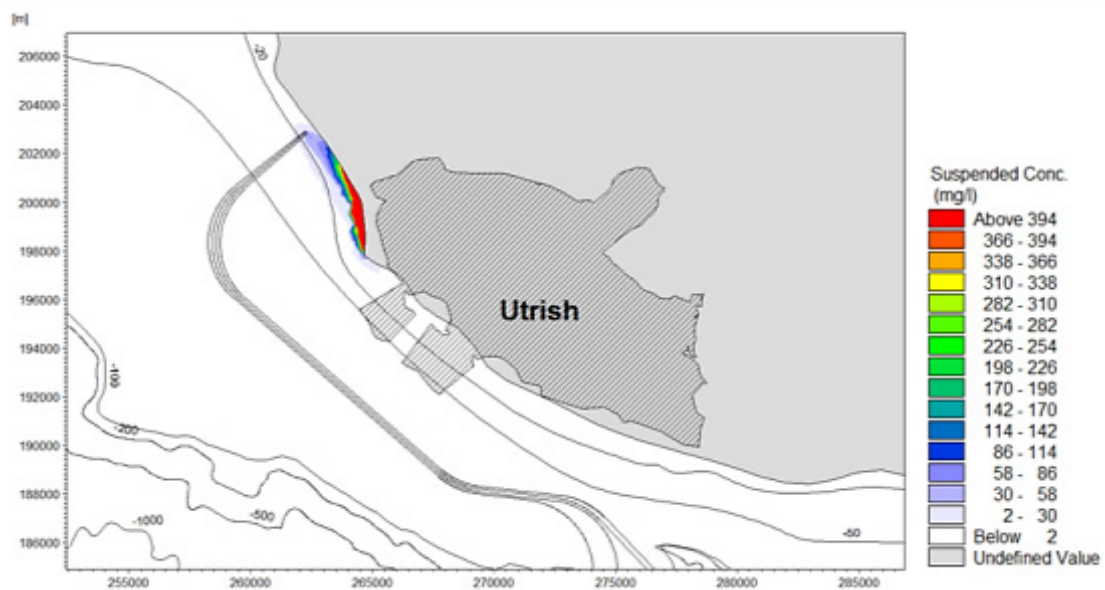 [m]
206000
204000
202000
200000
198000
196000
194000
192000
190000
188000
186000
255000
260000
265000
270000
275000
280000
285000
-20
-100
-200
-500
-1000
-50
Utrish
Suspended Conc.
(mg/l)
Above 394
366 - 394
338 - 366
310 - 338
282 - 310
254 - 282
226 - 254
198 - 226
170 - 198
142 - 170
114 - 142
86 - 114
58 - 86
30 - 58
2 - 30
Below 2
Undefined Value